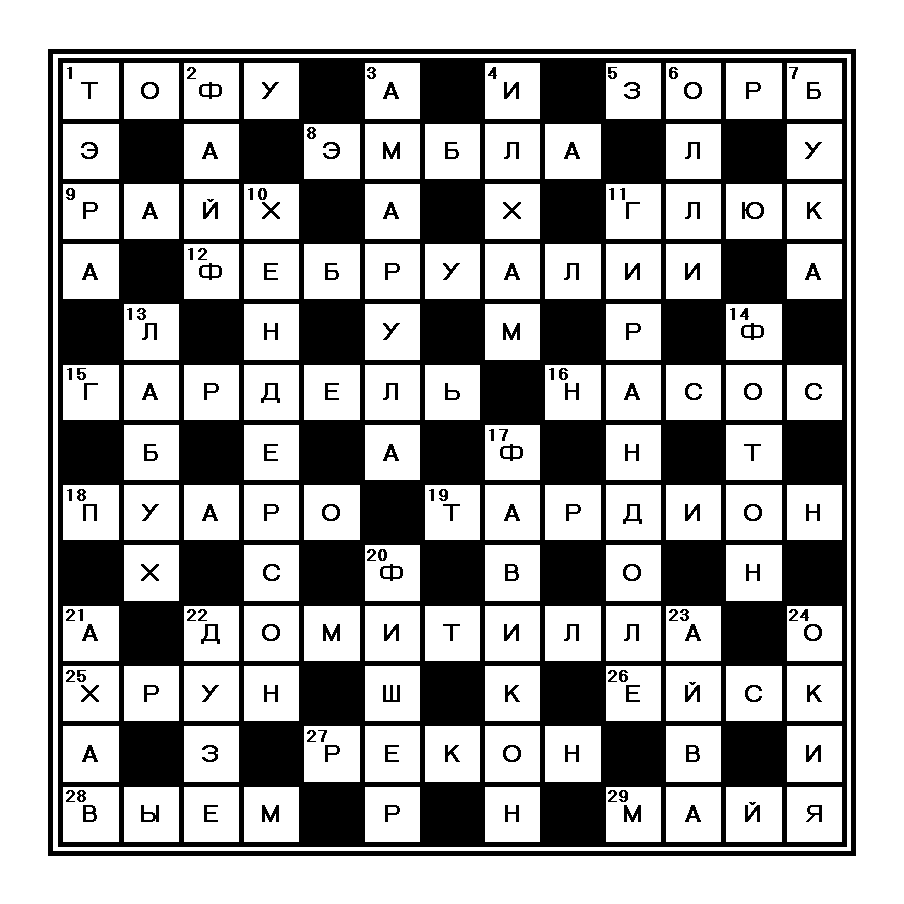 1Т О 2Ф У 3А 4И 5З 6О Р 7Б
Э А 8Э М Б Л А Л У
9Р А Й 10Х А Х 11Г Л Ю К
А 12Ф Е Б Р У А Л И И А
13Л Н У М Р 14Ф
15Г А Р Д Е Л Ь 16Н А С О С
Б Е А 17Ф Н Т
18П У А Р О 19Т А Р Д И О Н
Х С 20Ф В О Н
21А 22Д О М И Т И Л Л 23А 24О
25Х Р У Н Ш К 26Е Й С К
А З 27Р Е К О Н В И
28В Ы Е М Р Н 29М А Й Я